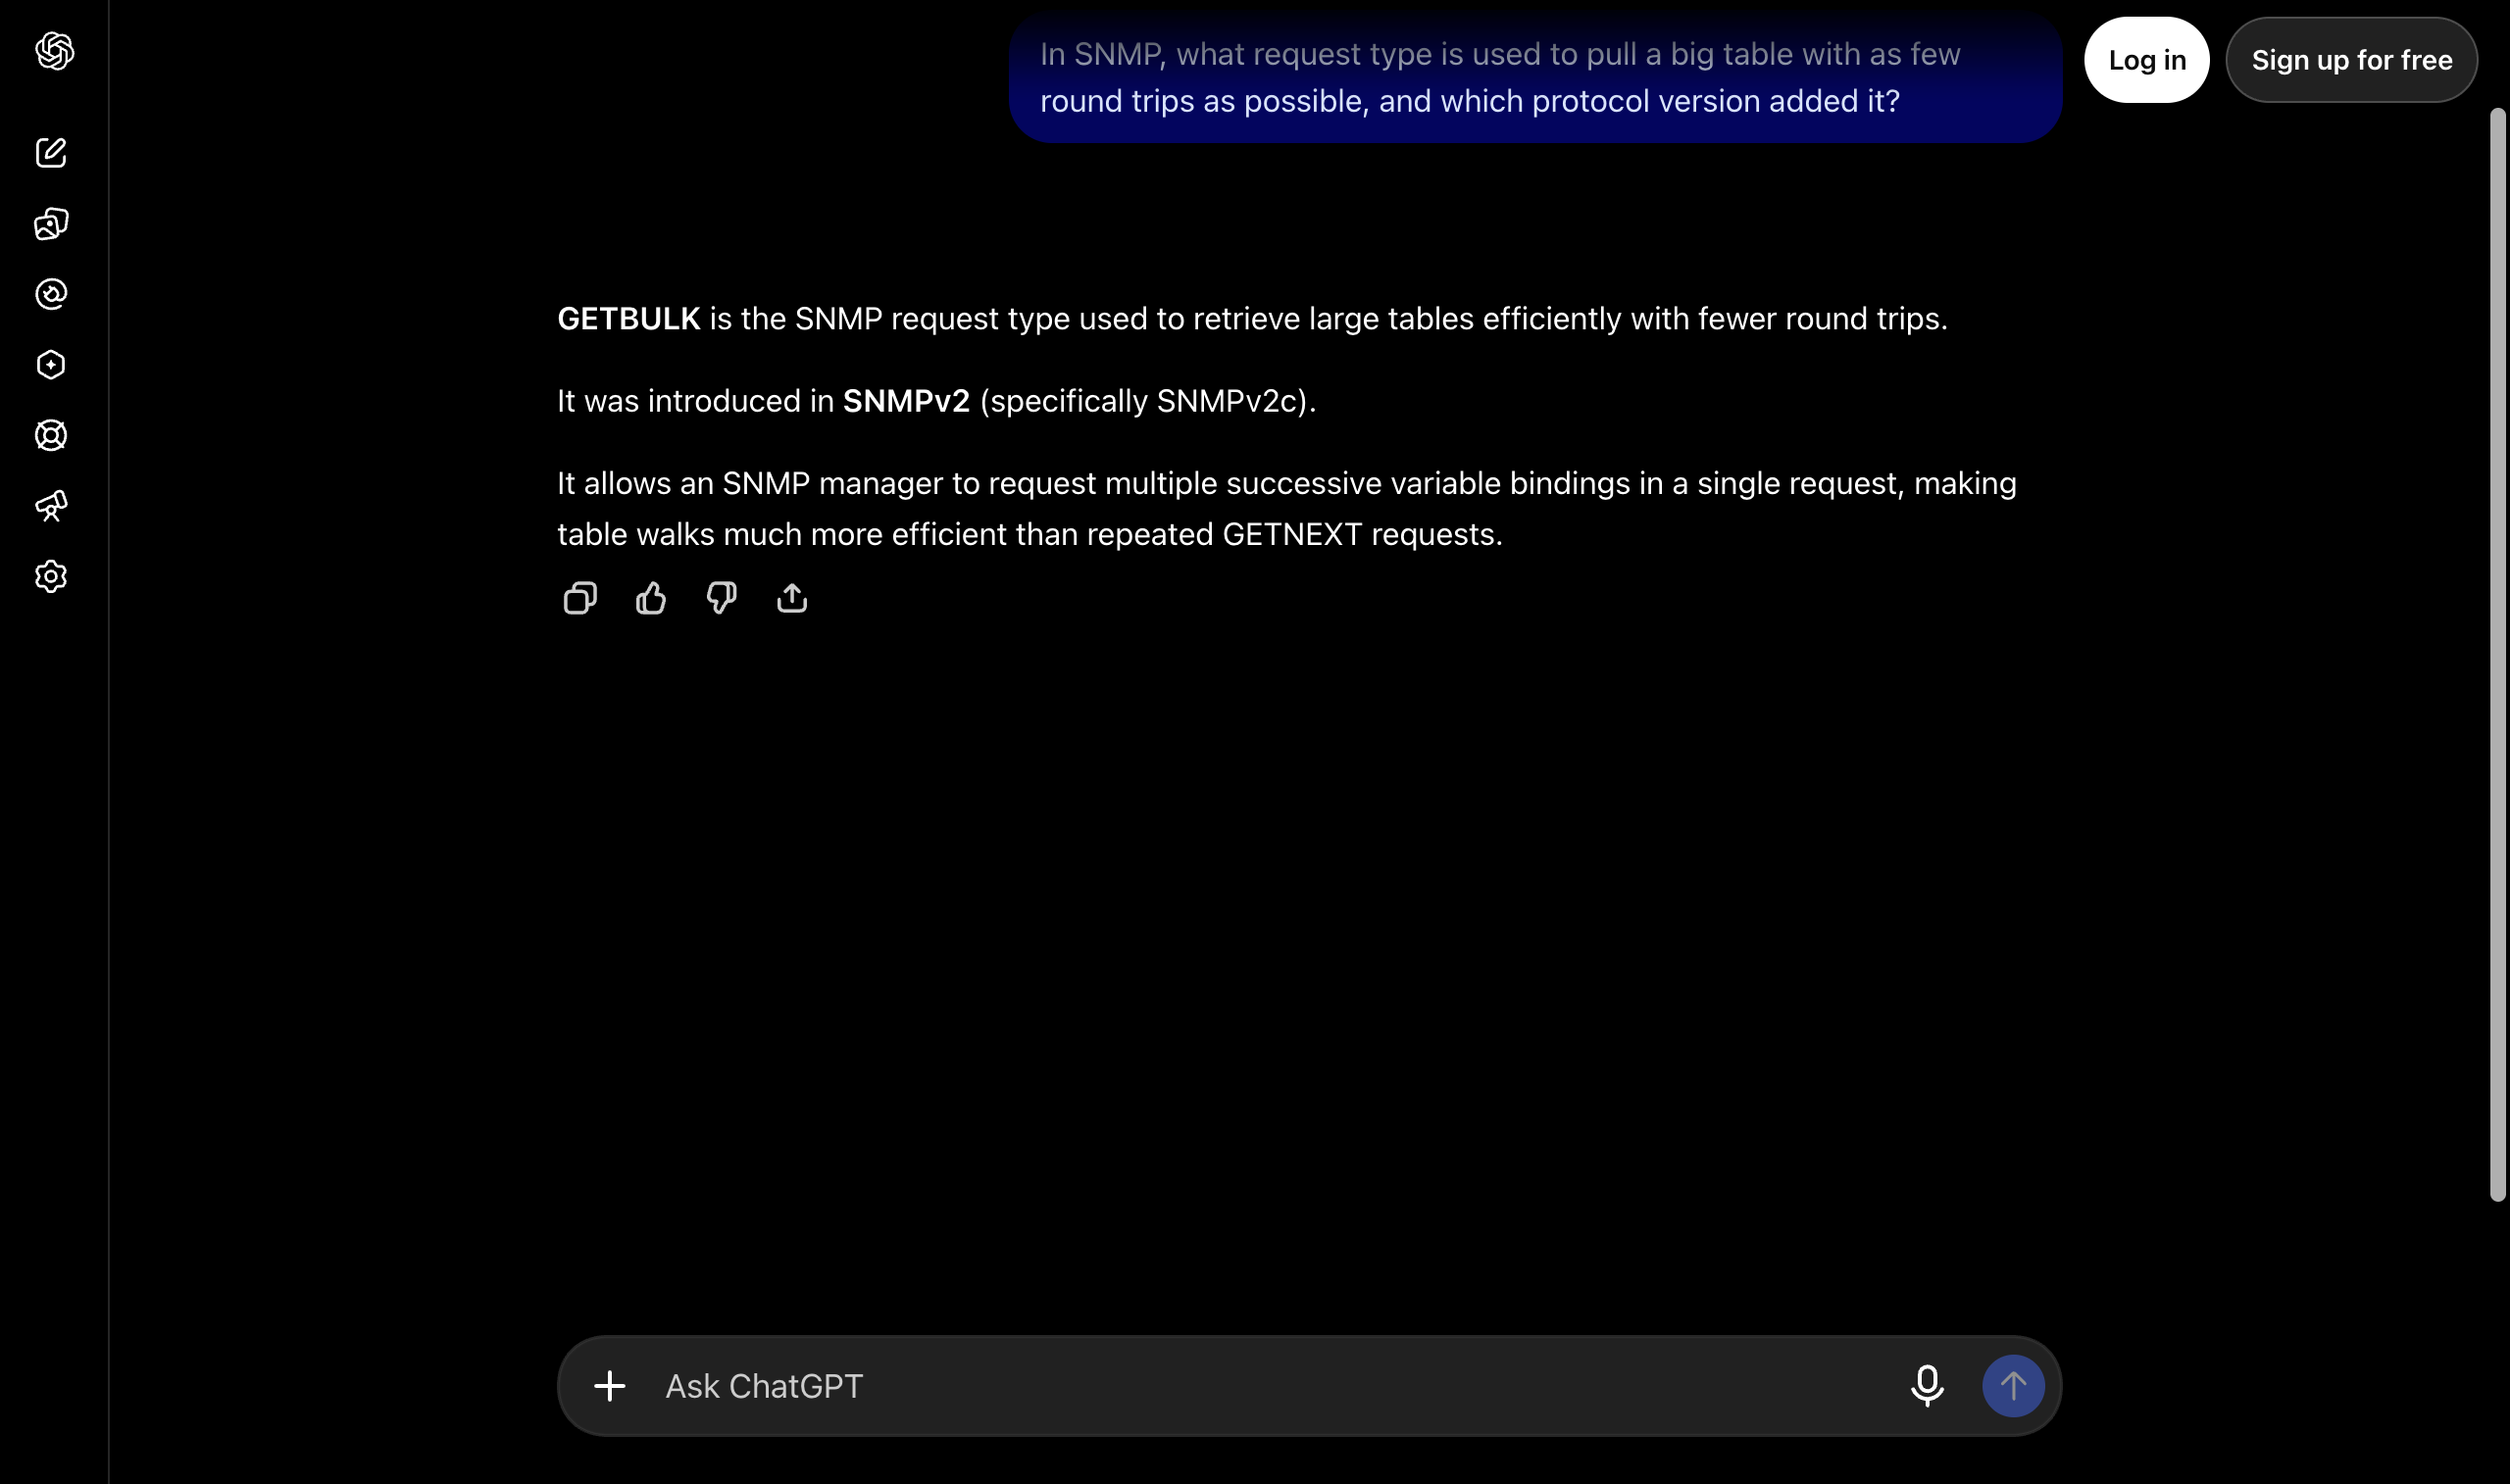 In SNMP, what request type is used to pull a big table with as few
round trips as possible, and which protocol version added it?
Log in
Sign up for free
GETBULK is the SNMP request type used to retrieve large tables efficiently with fewer round trips.
It was introduced in SNMPv2 (specifically SNMPv2c).
It allows an SNMP manager to request multiple successive variable bindings in a single request, making
table walks much more efficient than repeated GETNEXT requests.
Ask ChatGPT